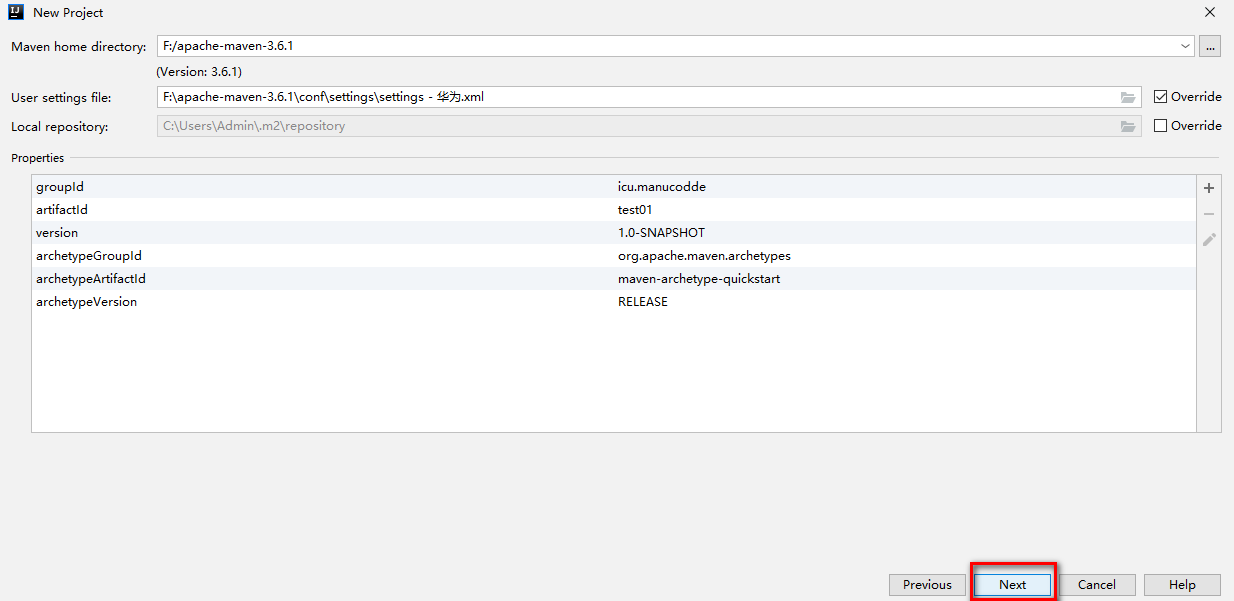 New Project
Maven home directory: F:/apache-maven-3.6.1 ...
(Version: 3.6.1)
User settings file: F:\apache-maven-3.6.1\conf\settings\settings - 华为.xml Override
Local repository: C:\Users\Admin\.m2\repository Override
Properties
groupId icu.manucodde
artifactId test01
version 1.0-SNAPSHOT
archetypeGroupId org.apache.maven.archetypes
archetypeArtifactId maven-archetype-quickstart
archetypeVersion RELEASE
Previous Next Cancel Help